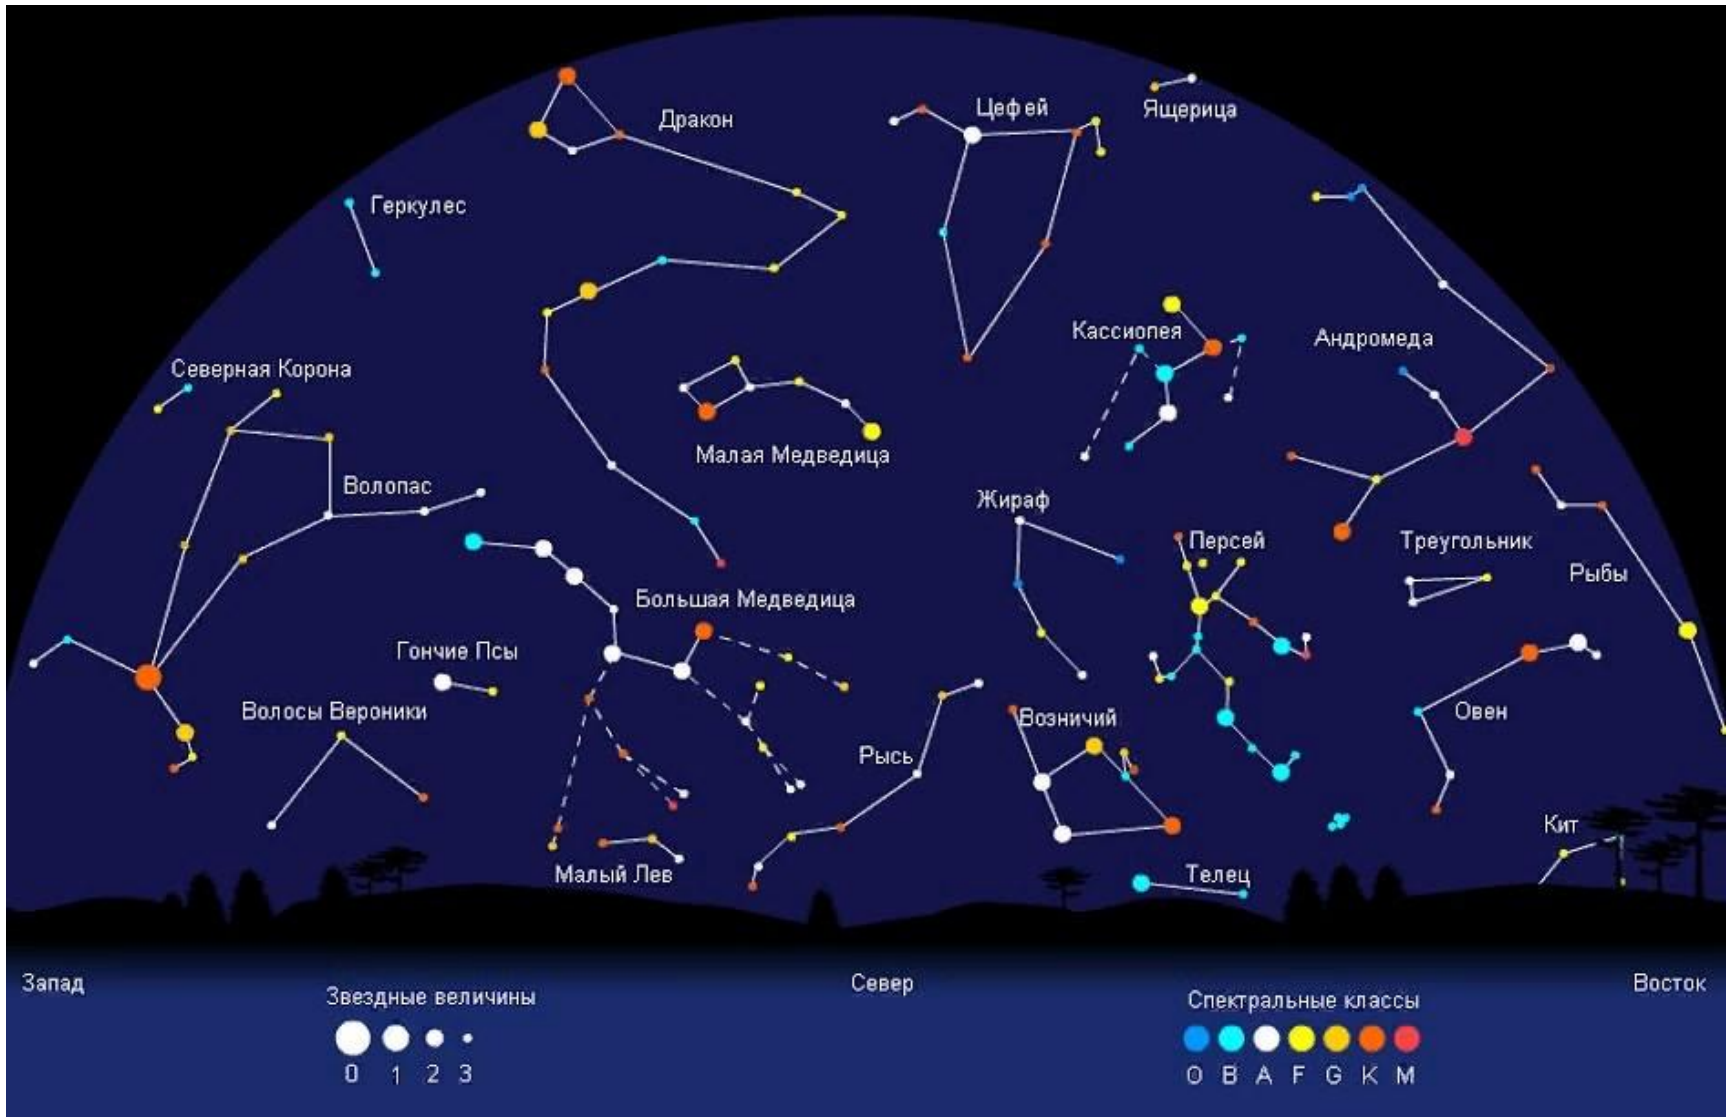 Дракон
Цефей
Ящерица
Геркулес
Кассиопея
Андромеда
Северная Корона
Малая Медведица
Волопас
Жираф
Персей
Треугольник
Рыбы
Большая Медведица
Гончие Псы
Волосы Вероники
Возничий
Овен
Рысь
Кит
Малый Лев
Телец
Запад
Север
Восток
Звездные величины
0 1 2 3
Спектральные классы
O B A F G K M